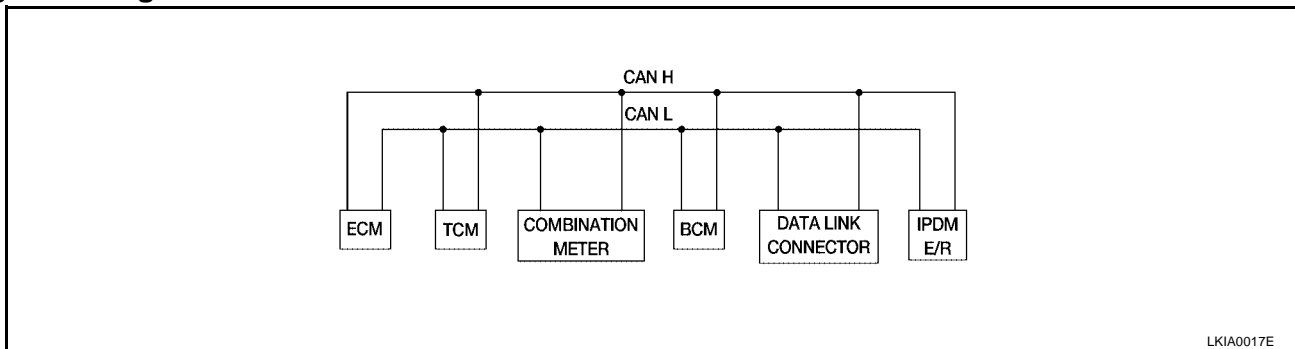 CAN H
CAN L
ECM
TCM
COMBINATION
METER
BCM
DATA LINK
CONNECTOR
IPDM
E/R
LKIA0017E